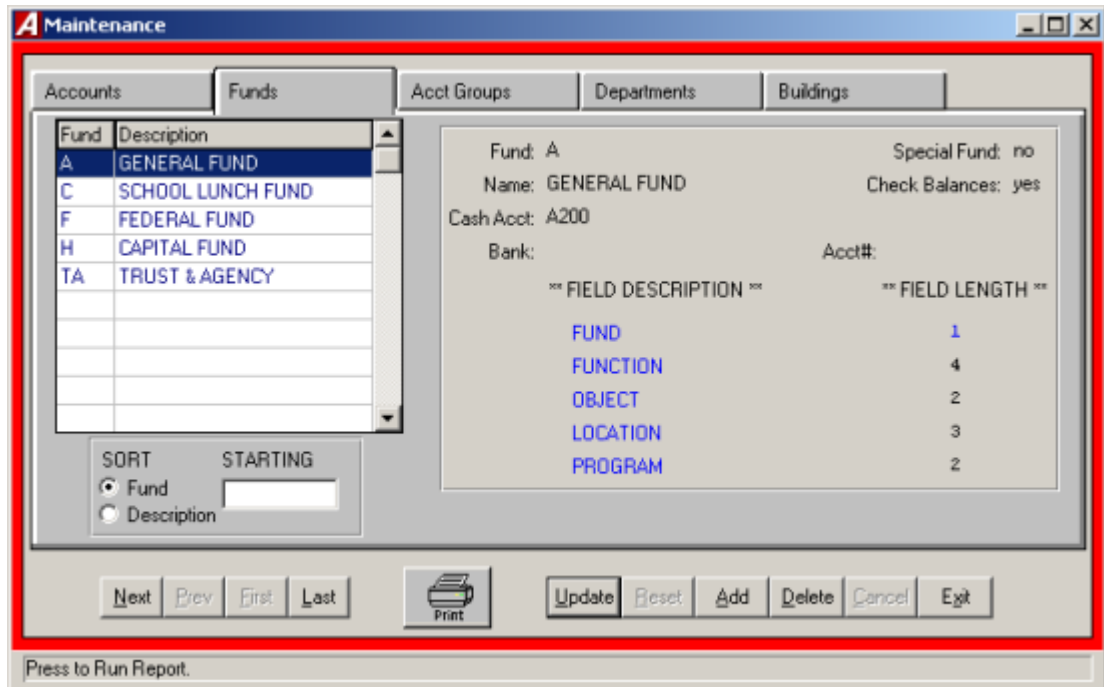 A Maintenance
Accounts Funds Acct Groups Departments Buildings
Fund Description
A GENERAL FUND
C SCHOOL LUNCH FUND
F FEDERAL FUND
H CAPITAL FUND
TA TRUST & AGENCY
SORT STARTING
Fund
Description
Fund: A Special Fund: no
Name: GENERAL FUND Check Balances: yes
Cash Acct: A200
Bank: Acct#:
** FIELD DESCRIPTION ** ** FIELD LENGTH **
FUND 1
FUNCTION 4
OBJECT 2
LOCATION 3
PROGRAM 2
Next Prev First Last Print Update Reset Add Delete Cancel Exit
Press to Run Report.